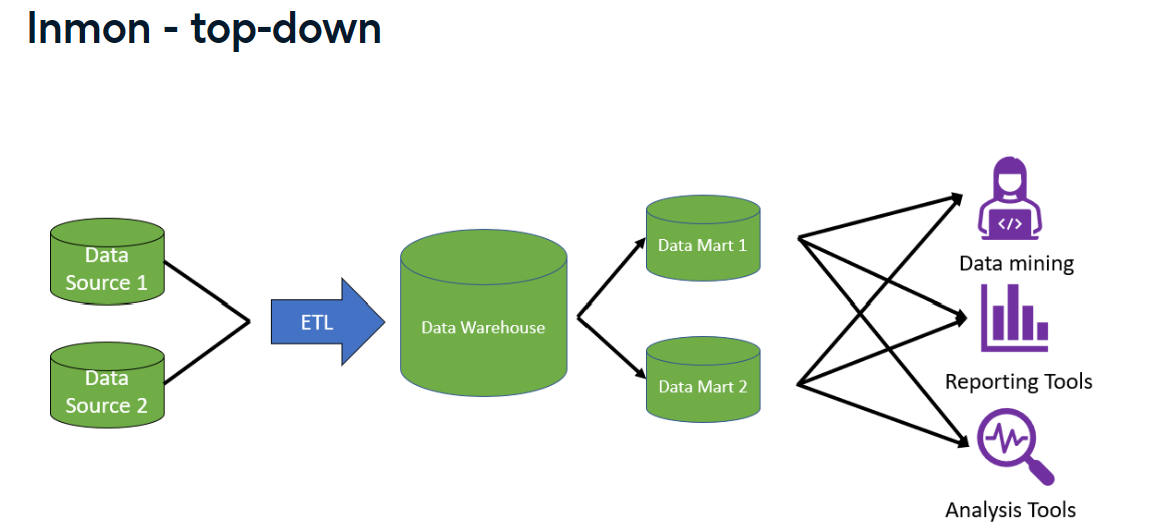 Inmon - top-down
Data
Source 1
Data
Source 2
ETL
Data Warehouse
Data Mart 1
Data Mart 2
</>
Data mining
Reporting Tools
Analysis Tools